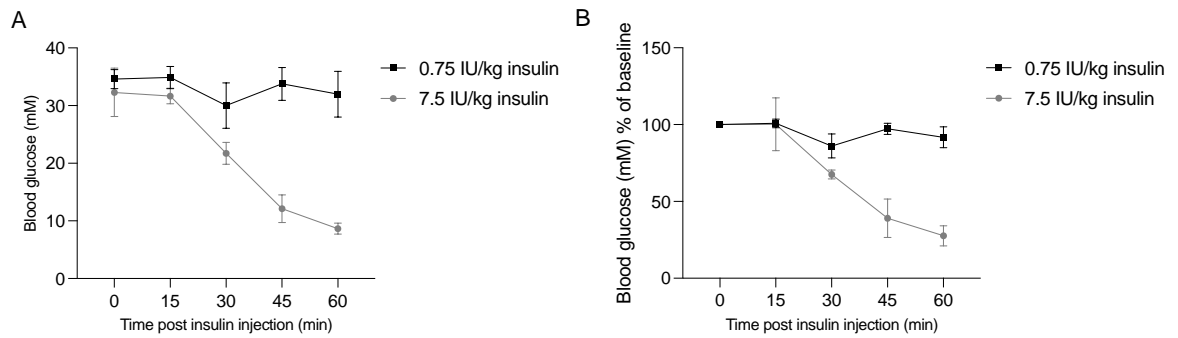 A
Blood glucose (mM)
40
30
20
10
0
0 15 30 45 60
Time post insulin injection (min)
0.75 IU/kg insulin
7.5 IU/kg insulin
B
Blood glucose (mM) % of baseline
150
100
50
0
0 15 30 45 60
Time post insulin injection (min)
0.75 IU/kg insulin
7.5 IU/kg insulin